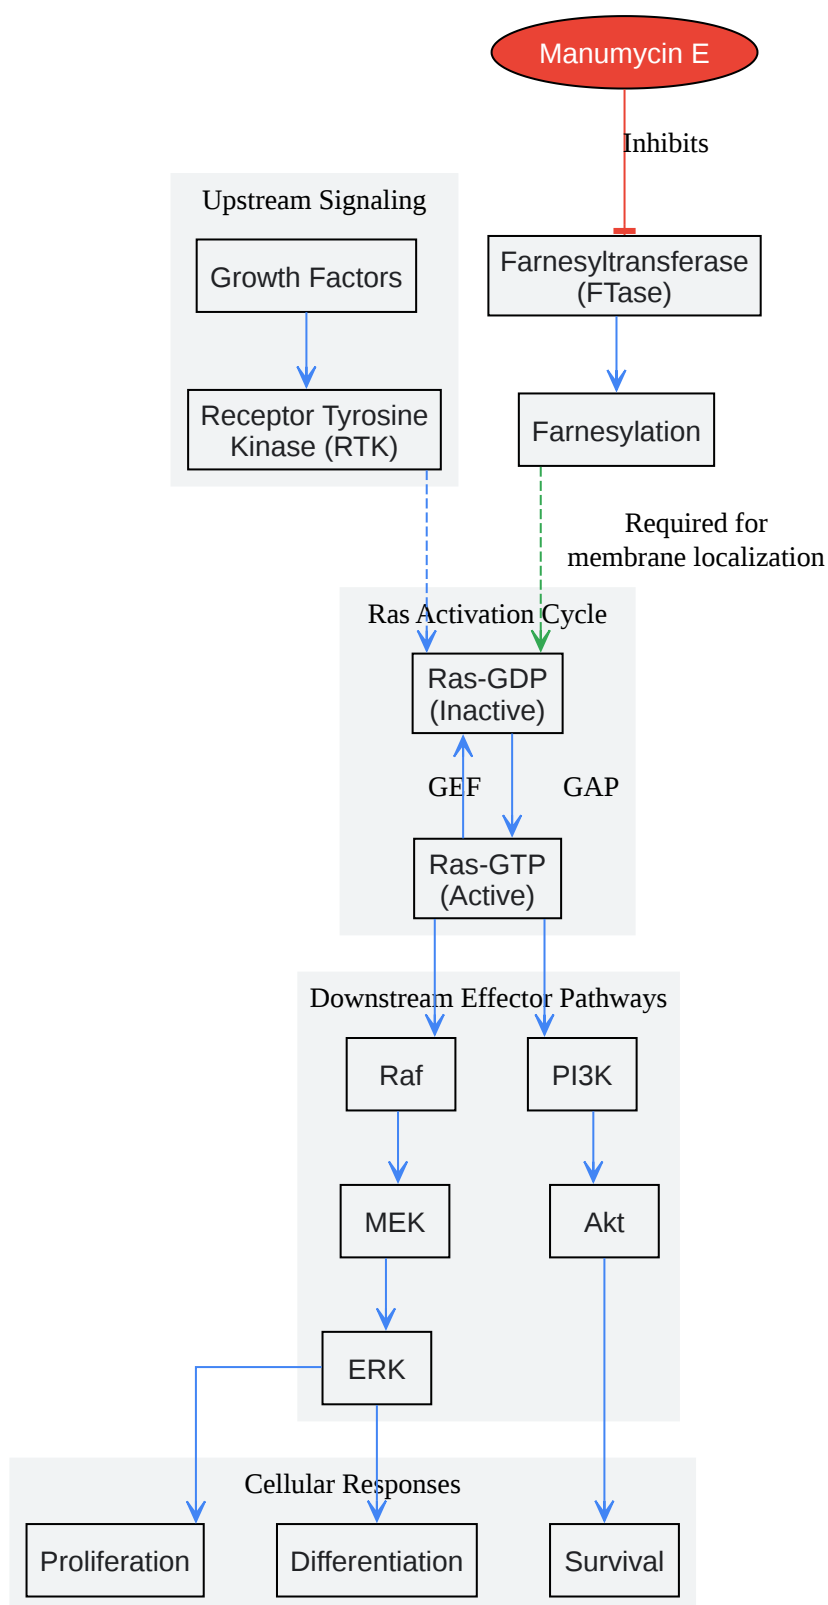 Manumycin E
Inhibits
Upstream Signaling
Growth Factors
Farnesyltransferase
(FTase)
Receptor Tyrosine
Kinase (RTK)
Farnesylation
Required for
membrane localization
Ras Activation Cycle
Ras-GDP
(Inactive)
GEF
GAP
Ras-GTP
(Active)
Downstream Effector Pathways
Raf
PI3K
MEK
Akt
ERK
Cellular Responses
Proliferation
Differentiation
Survival